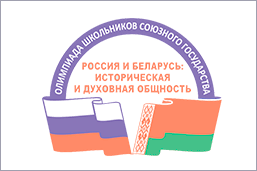 ОЛИМПИАДА ШКОЛЬНИКОВ СОЮЗНОГО ГОСУДАРСТВА
РОССИЯ И БЕЛАРУСЬ:
ИСТОРИЧЕСКАЯ
И ДУХОВНАЯ ОБЩНОСТЬ